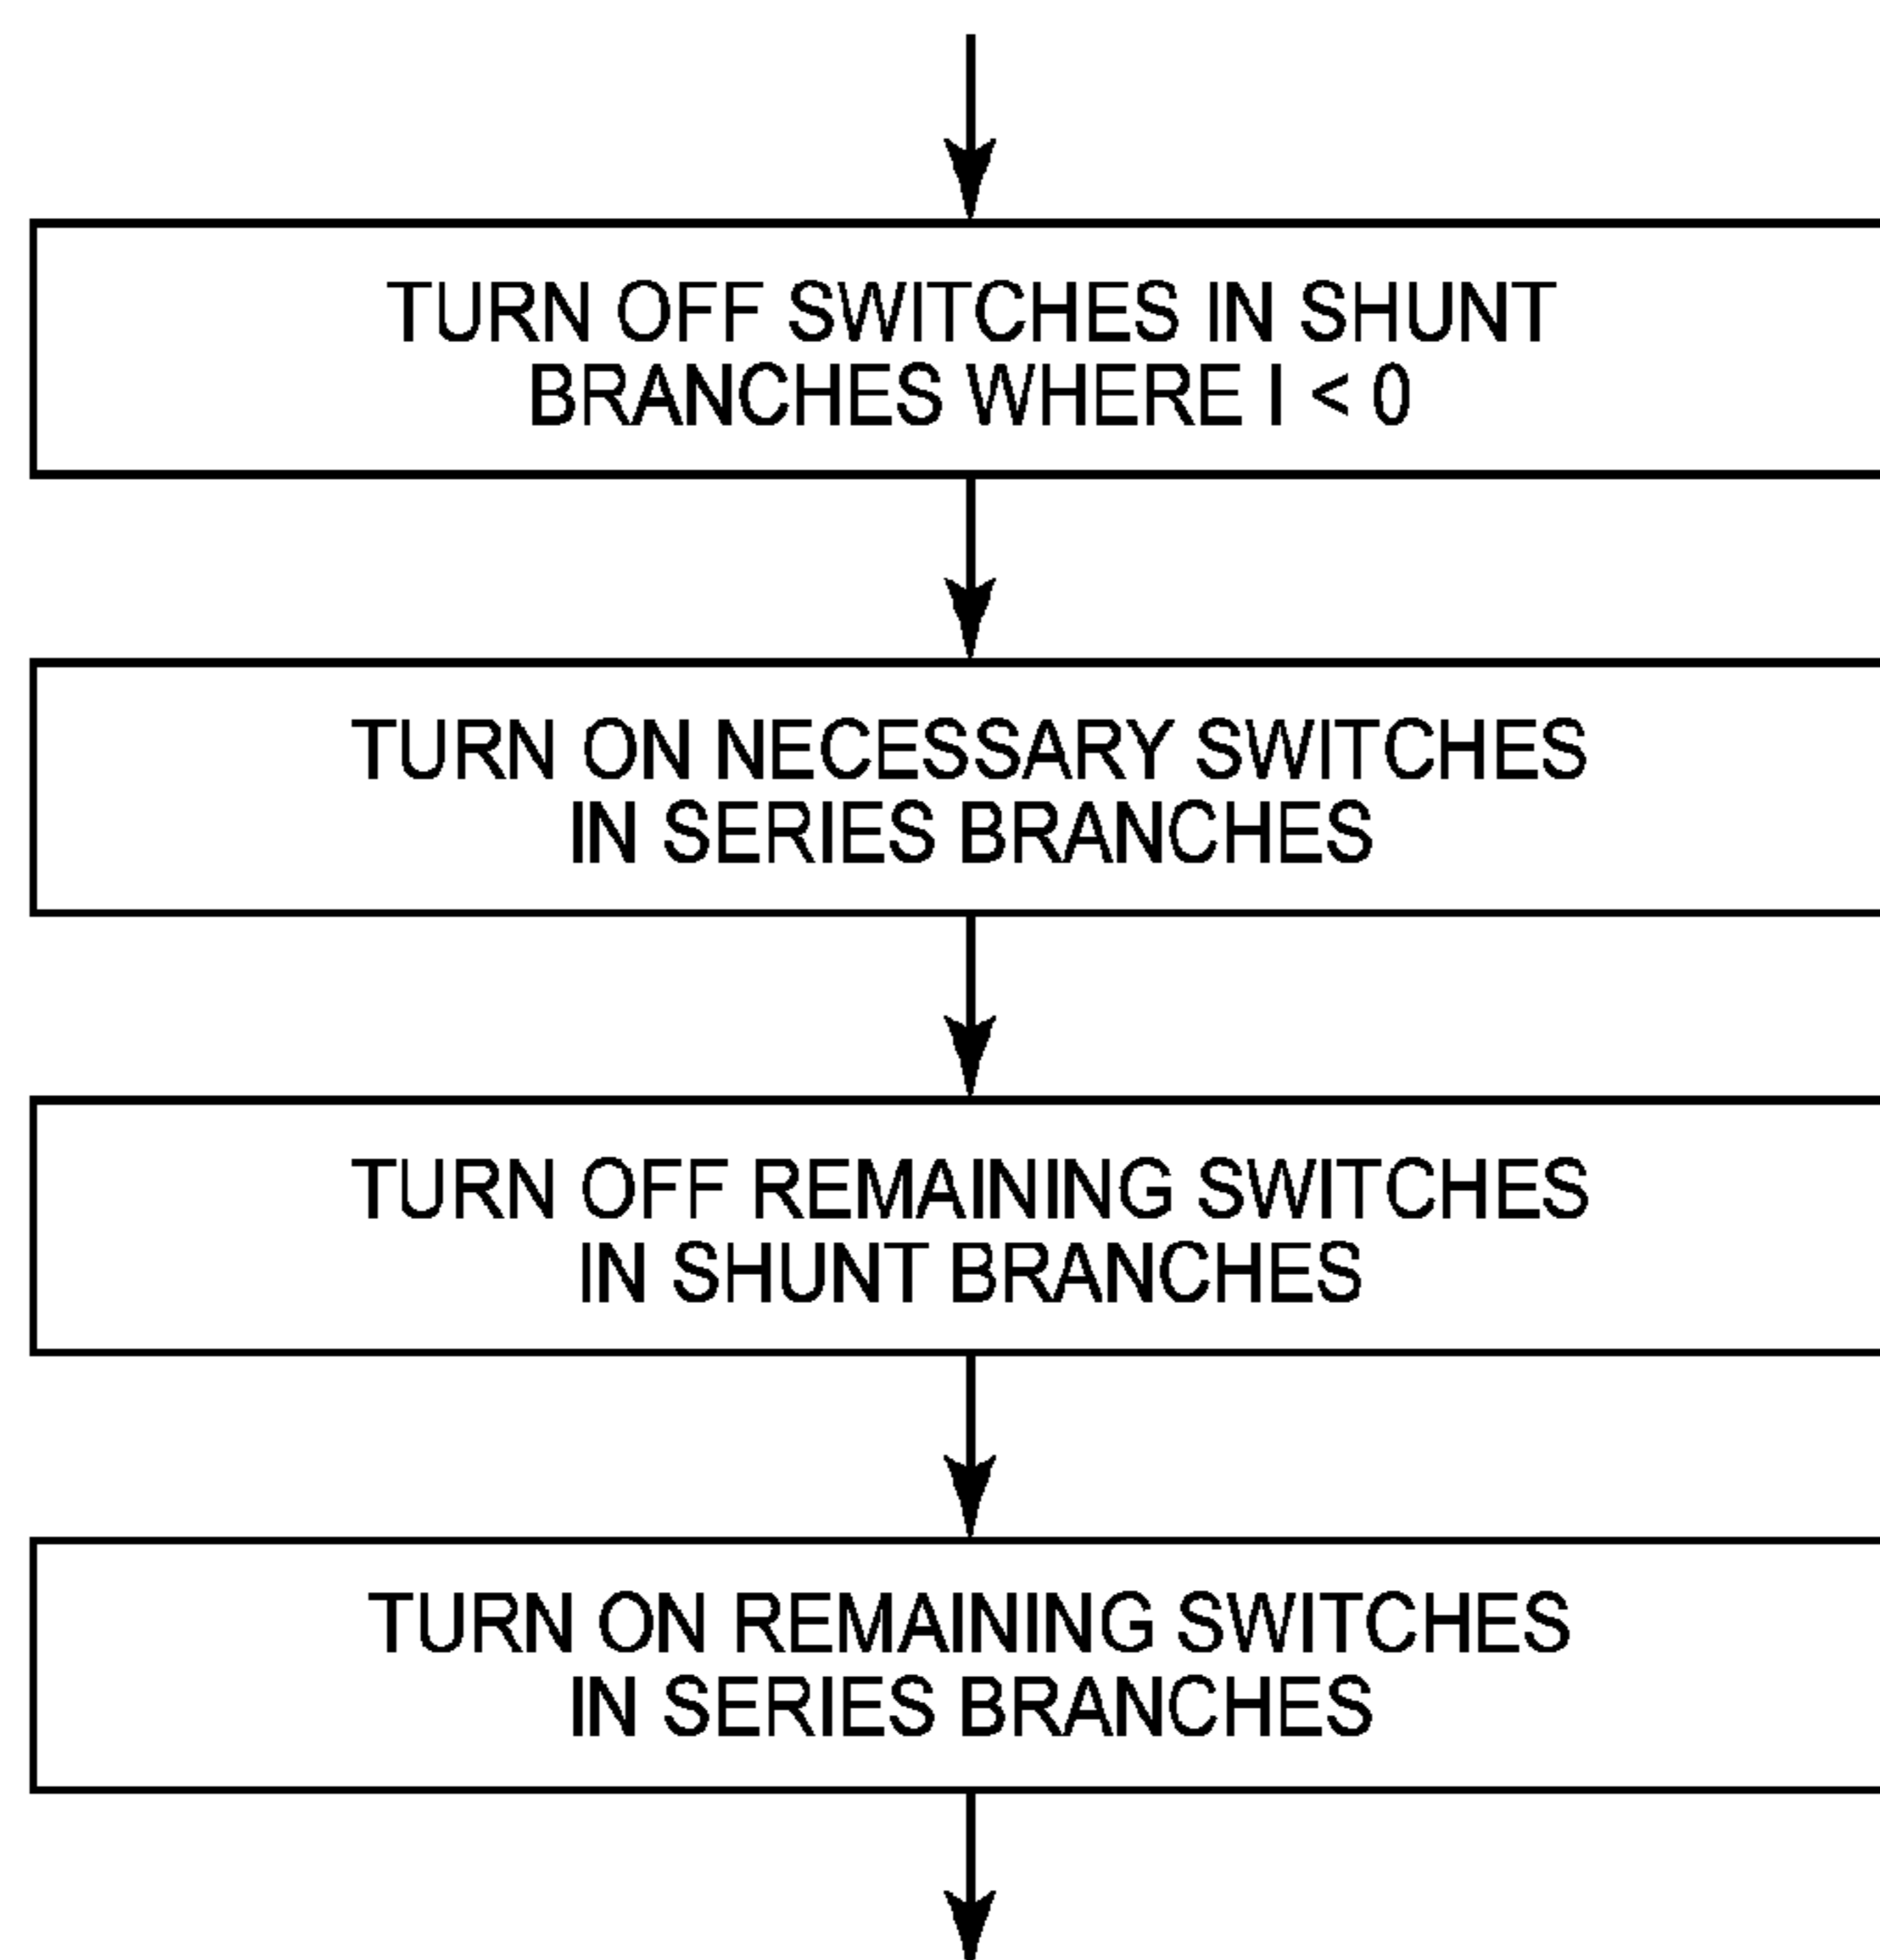 TURN OFF SWITCHES IN SHUNT
BRANCHES WHERE I < 0
TURN ON NECESSARY SWITCHES
IN SERIES BRANCHES
TURN OFF REMAINING SWITCHES
IN SHUNT BRANCHES
TURN ON REMAINING SWITCHES
IN SERIES BRANCHES